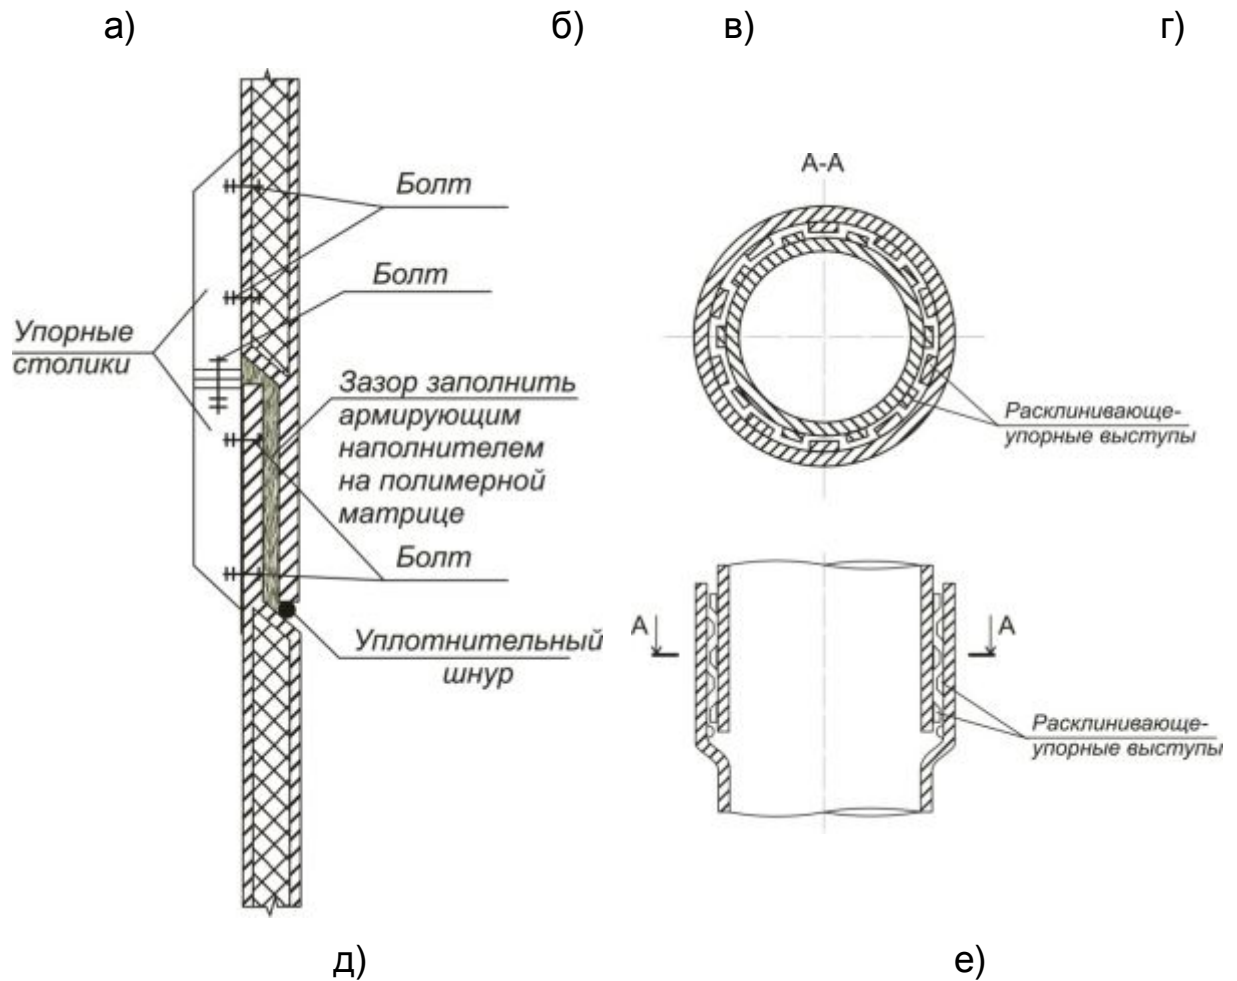 а) б) в) г)
А-А
Болт
Болт
Упорные
столики
Зазор заполнить
армирующим
наполнителем
на полимерной
матрице
Болт
Уплотнительный
шнур
Расклинивающе-
упорные выступы
А А
Расклинивающе-
упорные выступы
д) е)